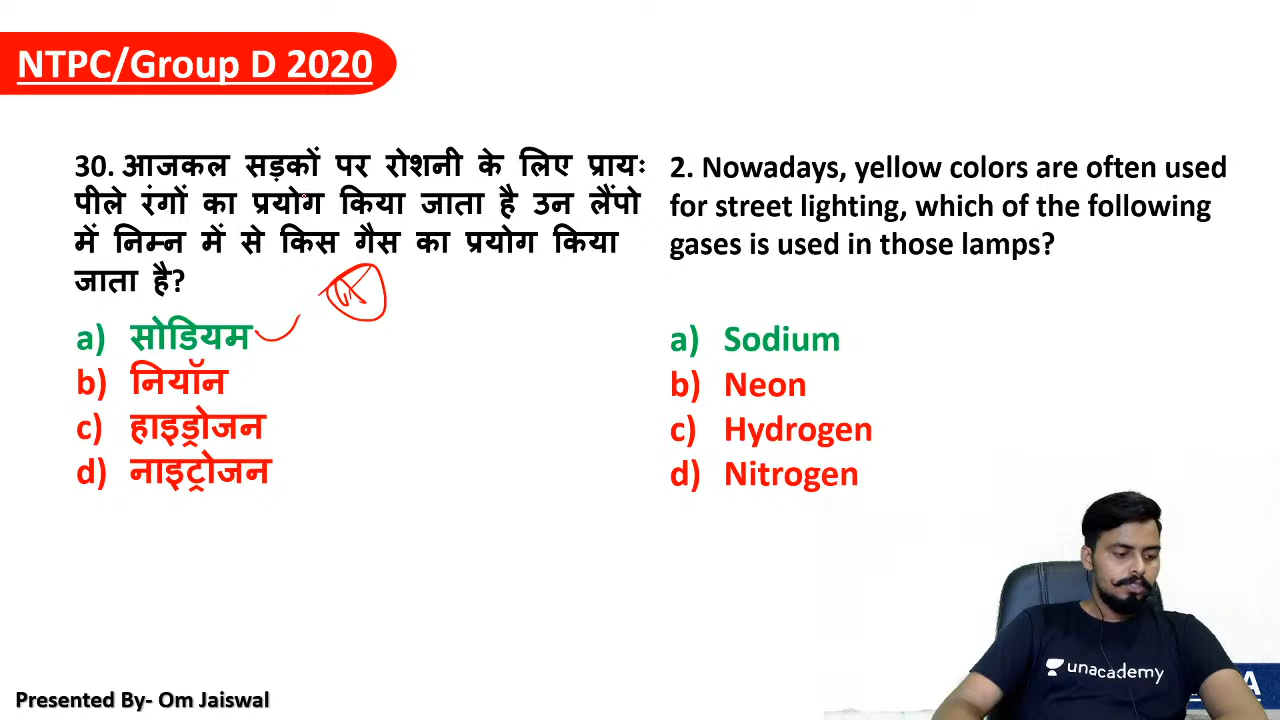 NTPC/Group D 2020
30. आजकल सड़कों पर रोशनी के लिए प्रायः
पीले रंगों का प्रयोग किया जाता है उन लैंपो
में निम्न में से किस गैस का प्रयोग किया
जाता है?
a) सोडियम
b) नियॉन
c) हाइड्रोजन
d) नाइट्रोजन
2. Nowadays, yellow colors are often used
for street lighting, which of the following
gases is used in those lamps?
a) Sodium
b) Neon
c) Hydrogen
d) Nitrogen
unacademy
Presented By- Om Jaiswal